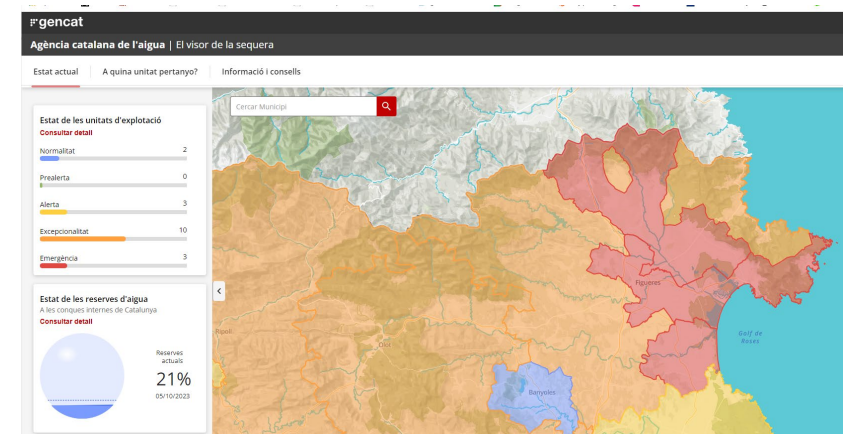 gencat
Agència catalana de l'aigua | El visor de la sequera
Estat actual
A quina unitat pertanyo?
Informació i consells
Estat de les unitats d'explotació
Consultar detall
Normalitat 2
Prealerta 0
Alerta 3
Excepcionalitat 10
Emergència 3
Estat de les reserves d'aigua
A les conques internes de Catalunya
Consultar detall
Reserves
actuals
21%
05/10/2023
Cercar Municipi
Figueres
Golf de
Roses
Ripoll
Olot
Banyoles